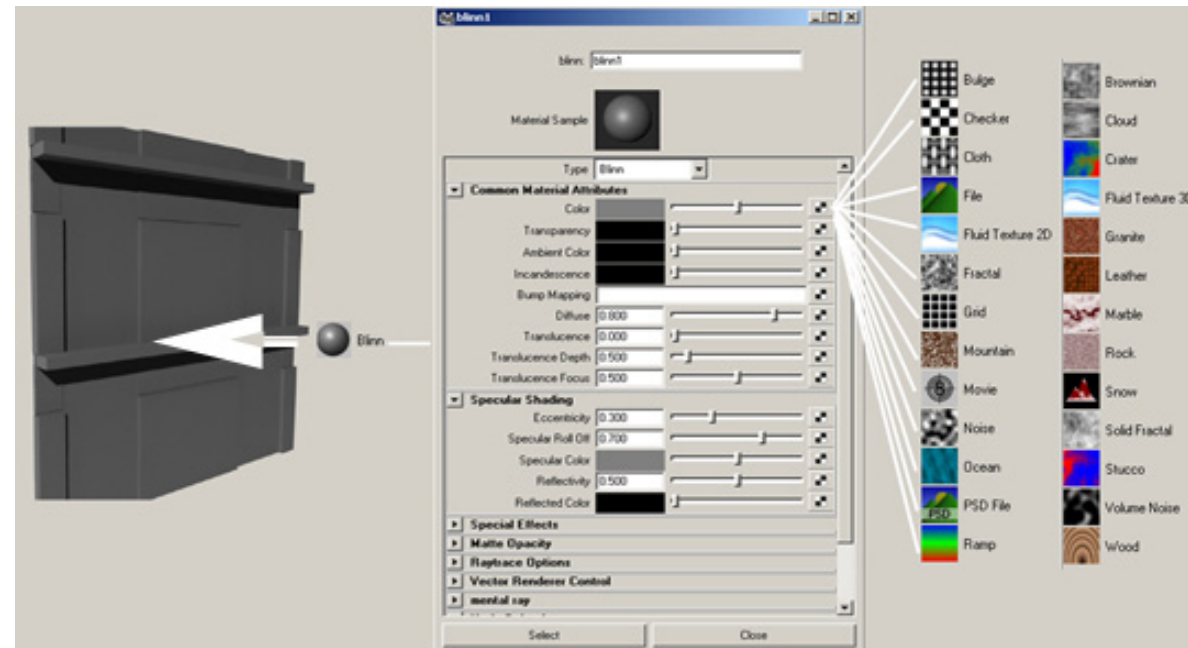 blinn1
blinn: blinn1
Material Sample
Type Blinn
Common Material Attributes
Color
Transparency
Ambient Color
Incandescence
Bump Mapping
Diffuse 0.800
Translucence 0.000
Translucence Depth 0.500
Translucence Focus 0.500
Specular Shading
Eccentricity 0.300
Specular Roll Off 0.700
Specular Color
Reflectivity 0.500
Reflected Color
Special Effects
Matte Opacity
Raytrace Options
Vector Renderer Control
mental ray
Select Close
Blinn
Bulge
Checker
Cloth
File
Fluid Texture 2D
Fractal
Grid
Mountain
Movie
Noise
Ocean
PSD
PSD File
Ramp
Brownian
Cloud
Crater
Fluid Texture 3D
Granite
Leather
Marble
Rock
Snow
Solid Fractal
Stucco
Volume Noise
Wood